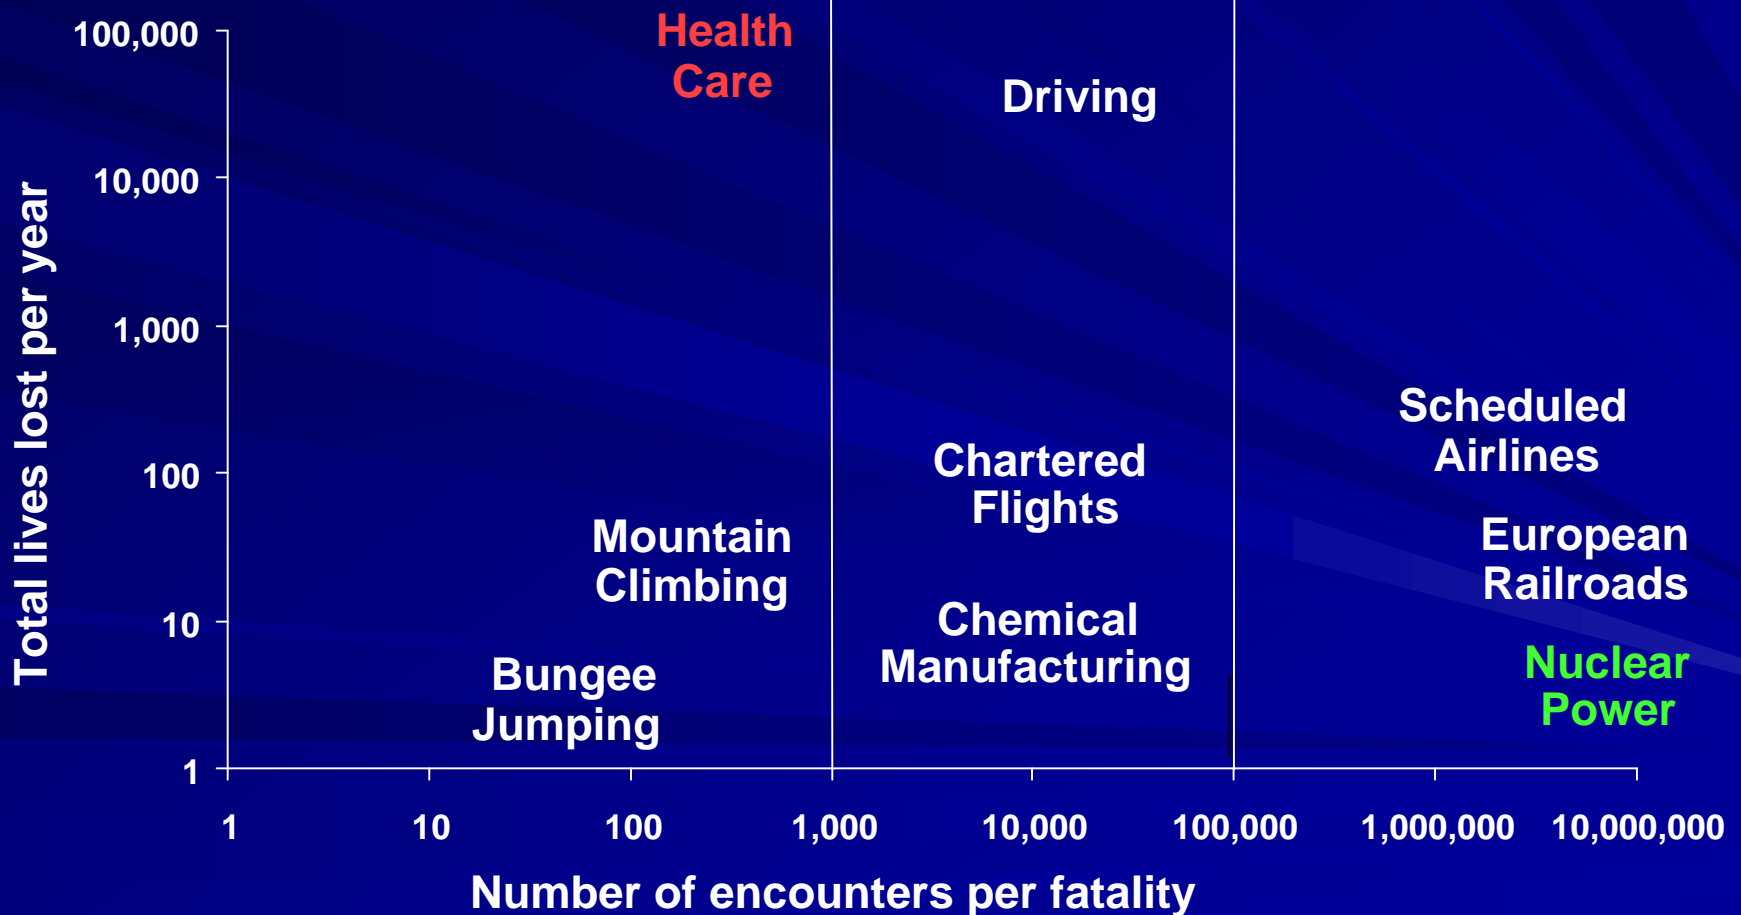 Total lives lost per year
100,000
10,000
1,000
100
10
1
Health
Care
Driving
Scheduled
Airlines
Chartered
Flights
Mountain
Climbing
European
Railroads
Chemical
Manufacturing
Bungee
Jumping
Nuclear
Power
1
10
100
1,000
10,000
100,000
1,000,000
10,000,000
Number of encounters per fatality